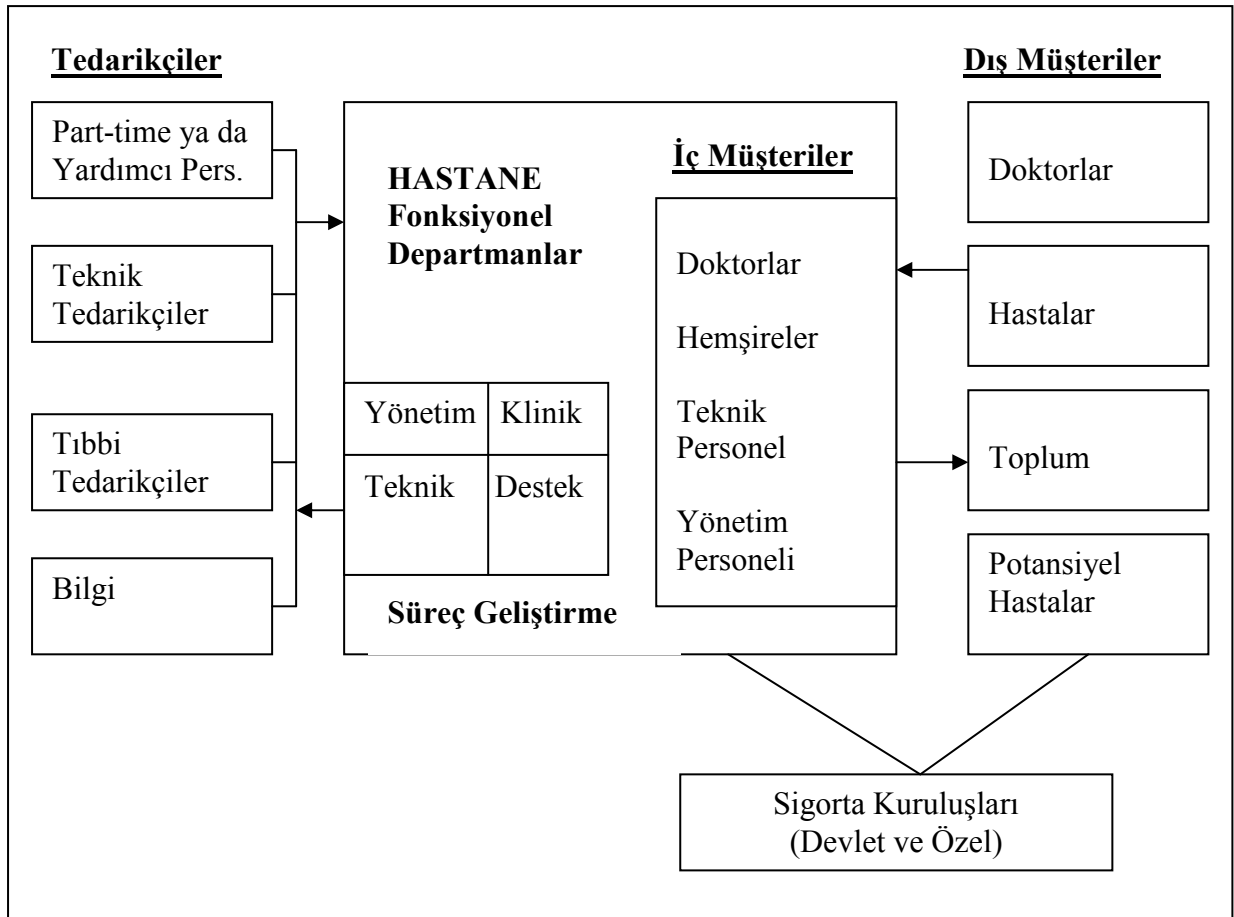 Tedarikçiler
Part-time ya da
Yardımcı Pers.
Teknik
Tedarikçiler
Tıbbi
Tedarikçiler
Bilgi
HASTANE
Fonksiyonel
Departmanlar
Yönetim Klinik
Teknik Destek
Süreç Geliştirme
İç Müşteriler
Doktorlar
Hemşireler
Teknik
Personel
Yönetim
Personeli
Dış Müşteriler
Doktorlar
Hastalar
Toplum
Potansiyel
Hastalar
Sigorta Kuruluşları
(Devlet ve Özel)